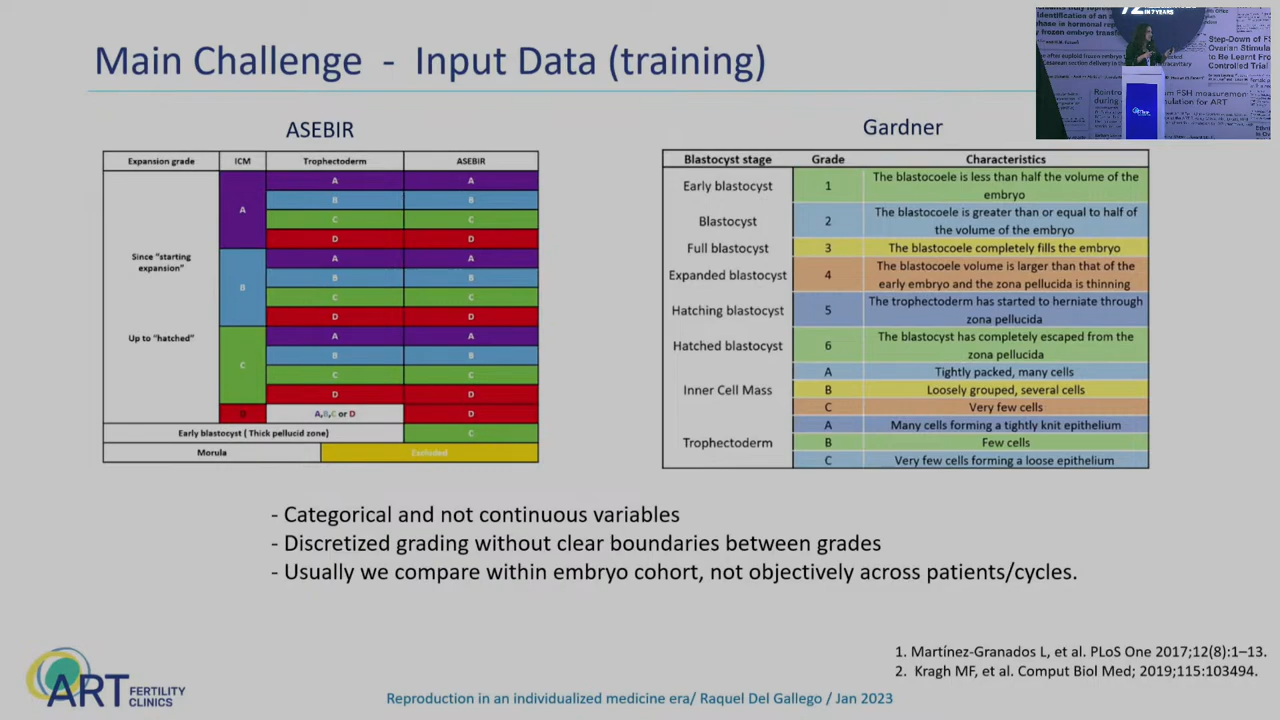 Main Challenge - Input Data (training)
72
IN 7 YEARS
ASEBIR
Expansion grade ICM Trophectoderm ASEBIR
Since "starting
expansion"
Up to "hatched"
A A A
B B
C C
D D
B A A
B B
C C
D D
C A A
B B
C C
D D
D A,B,C or D D
Early blastocyst ( Thick pellucid zone) C
Morula Excluded
Gardner
Blastocyst stage Grade Characteristics
Early blastocyst 1 The blastocoele is less than half the volume of the
embryo
Blastocyst 2 The blastocoele is greater than or equal to half of
the volume of the embryo
Full blastocyst 3 The blastocoele completely fills the embryo
Expanded blastocyst 4 The blastocoele volume is larger than that of the
early embryo and the zona pellucida is thinning
Hatching blastocyst 5 The trophectoderm has started to herniate through
zona pellucida
Hatched blastocyst 6 The blastocyst has completely escaped from the
zona pellucida
Inner Cell Mass
A Tightly packed, many cells
B Loosely grouped, several cells
C Very few cells
Trophectoderm
A Many cells forming a tightly knit epithelium
B Few cells
C Very few cells forming a loose epithelium
- Categorical and not continuous variables
- Discretized grading without clear boundaries between grades
- Usually we compare within embryo cohort, not objectively across patients/cycles.
1. Martínez-Granados L, et al. PLoS One 2017;12(8):1–13.
2. Kragh MF, et al. Comput Biol Med; 2019;115:103494.
ART FERTILITY
CLINICS
Reproduction in an individualized medicine era/ Raquel Del Gallego / Jan 2023